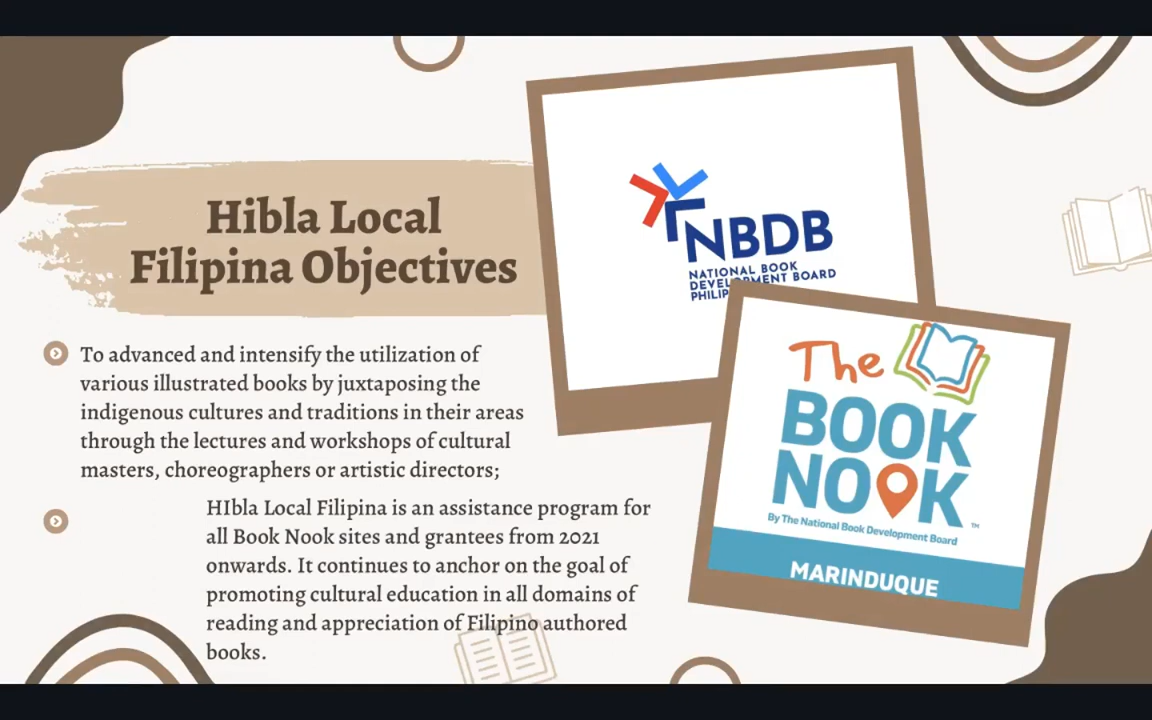 Hibla Local
Filipina Objectives
To advanced and intensify the utilization of
various illustrated books by juxtaposing the
indigenous cultures and traditions in their areas
through the lectures and workshops of cultural
masters, choreographers or artistic directors;
HIbla Local Filipina is an assistance program for
all Book Nook sites and grantees from 2021
onwards. It continues to anchor on the goal of
promoting cultural education in all domains of
reading and appreciation of Filipino authored
books.
NBDB
NATIONAL BOOK
DEVELOPMENT BOARD
The
BOOK
NOOK™
By The National Book Development Board
MARINDUQUE